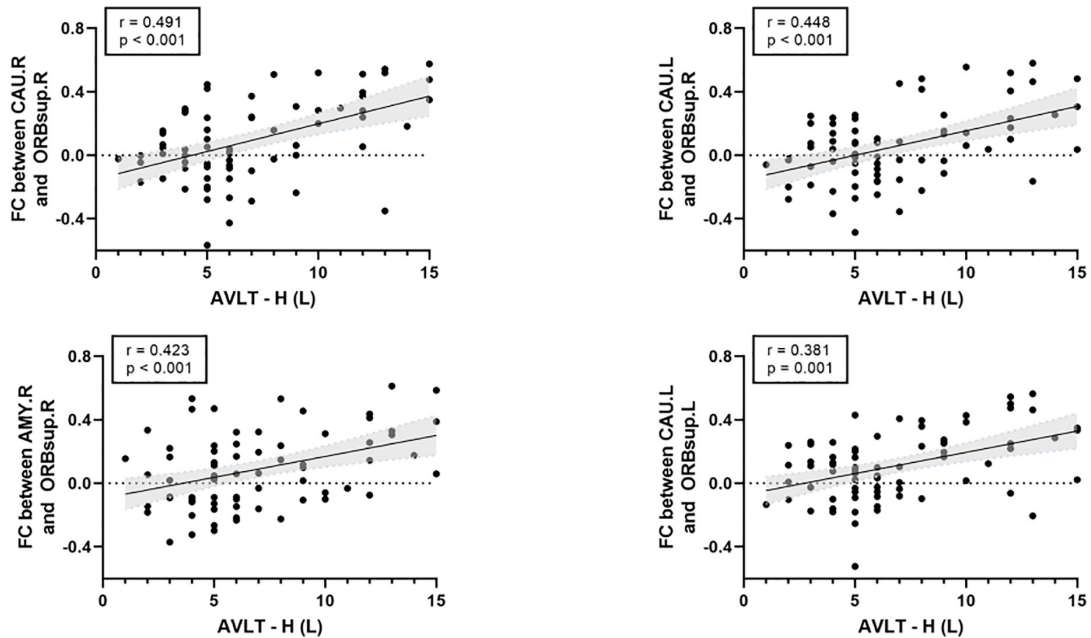 r = 0.491
p < 0.001
FC between CAU.R
and ORBsup.R
0.8
0.4
0.0
-0.4
0 5 10 15
AVLT - H (L)
r = 0.448
p < 0.001
FC between CAU.L
and ORBsup.R
0.8
0.4
0.0
-0.4
0 5 10 15
AVLT - H (L)
r = 0.423
p < 0.001
FC between AMY.R
and ORBsup.R
0.8
0.4
0.0
-0.4
0 5 10 15
AVLT - H (L)
r = 0.381
p = 0.001
FC between CAU.L
and ORBsup.L
0.8
0.4
0.0
-0.4
0 5 10 15
AVLT - H (L)